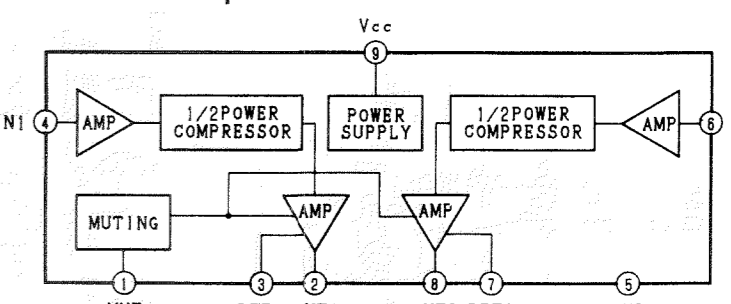 Vcc
9
N1 4 AMP 1/2POWER COMPRESSOR POWER SUPPLY 1/2POWER COMPRESSOR AMP 6
MUTING AMP AMP
1 3 2 8 7 5